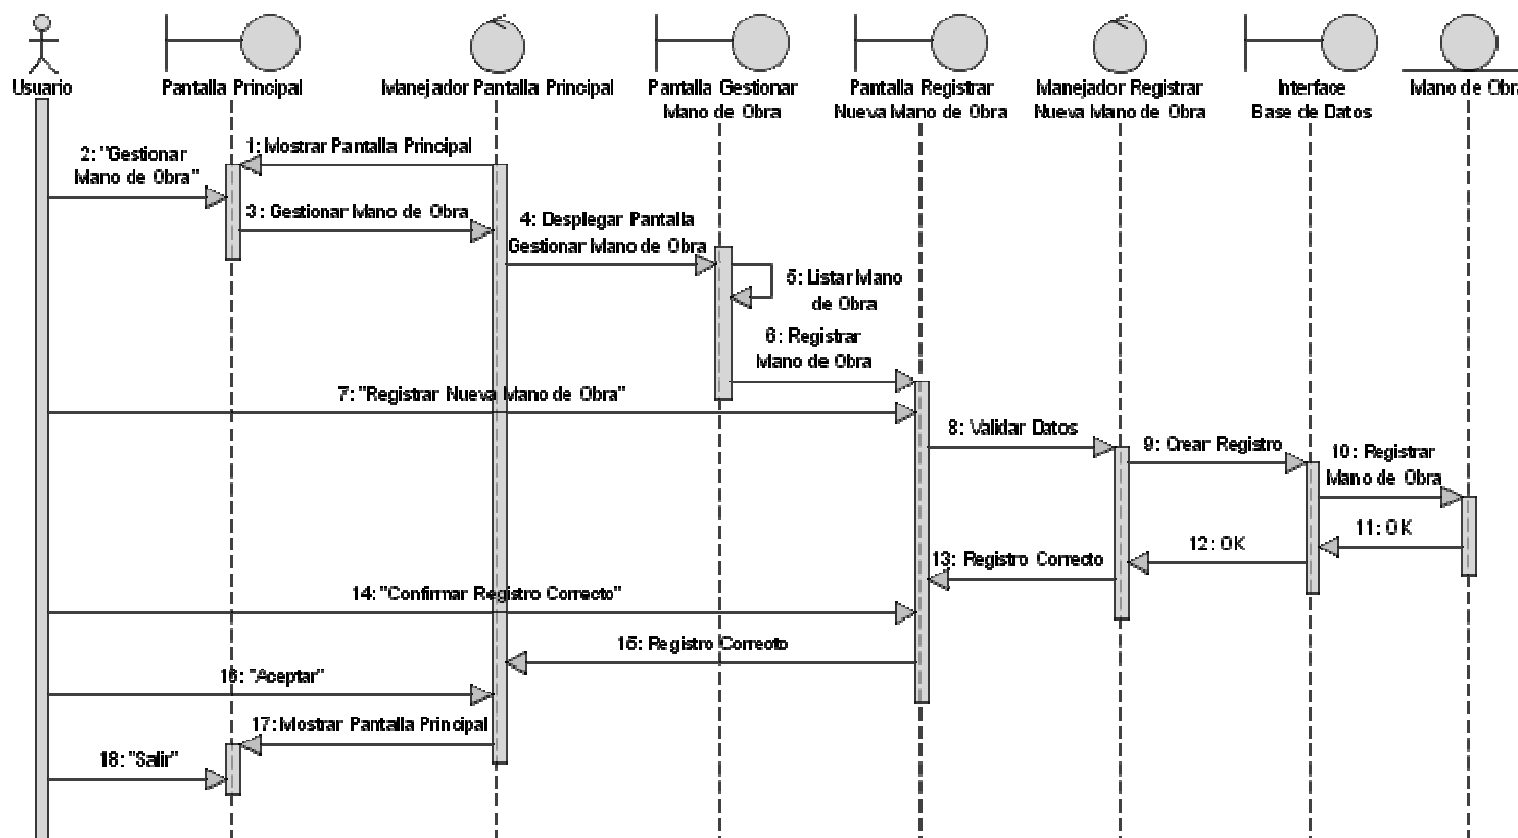 Usuario
Pantalla Principal
Manejador Pantalla Principal
Pantalla Gestionar
Mano de Obra
Pantalla Registrar
Nueva Mano de Obra
Manejador Registrar
Nueva Mano de Obra
Interface
Base de Datos
Mano de Obra
1: Mostrar Pantalla Principal
2: "Gestionar
Mano de Obra"
3: Gestionar Mano de Obra
4: Desplegar Pantalla
Gestionar Mano de Obra
5: Listar Mano
de Obra
6: Registrar
Mano de Obra
7: "Registrar Nueva Mano de Obra"
8: Validar Datos
9: Crear Registro
10: Registrar
Mano de Obra
11: OK
12: OK
13: Registro Correcto
14: "Confirmar Registro Correcto"
15: Registro Correcto
16: "Aceptar"
17: Mostrar Pantalla Principal
18: "Salir"